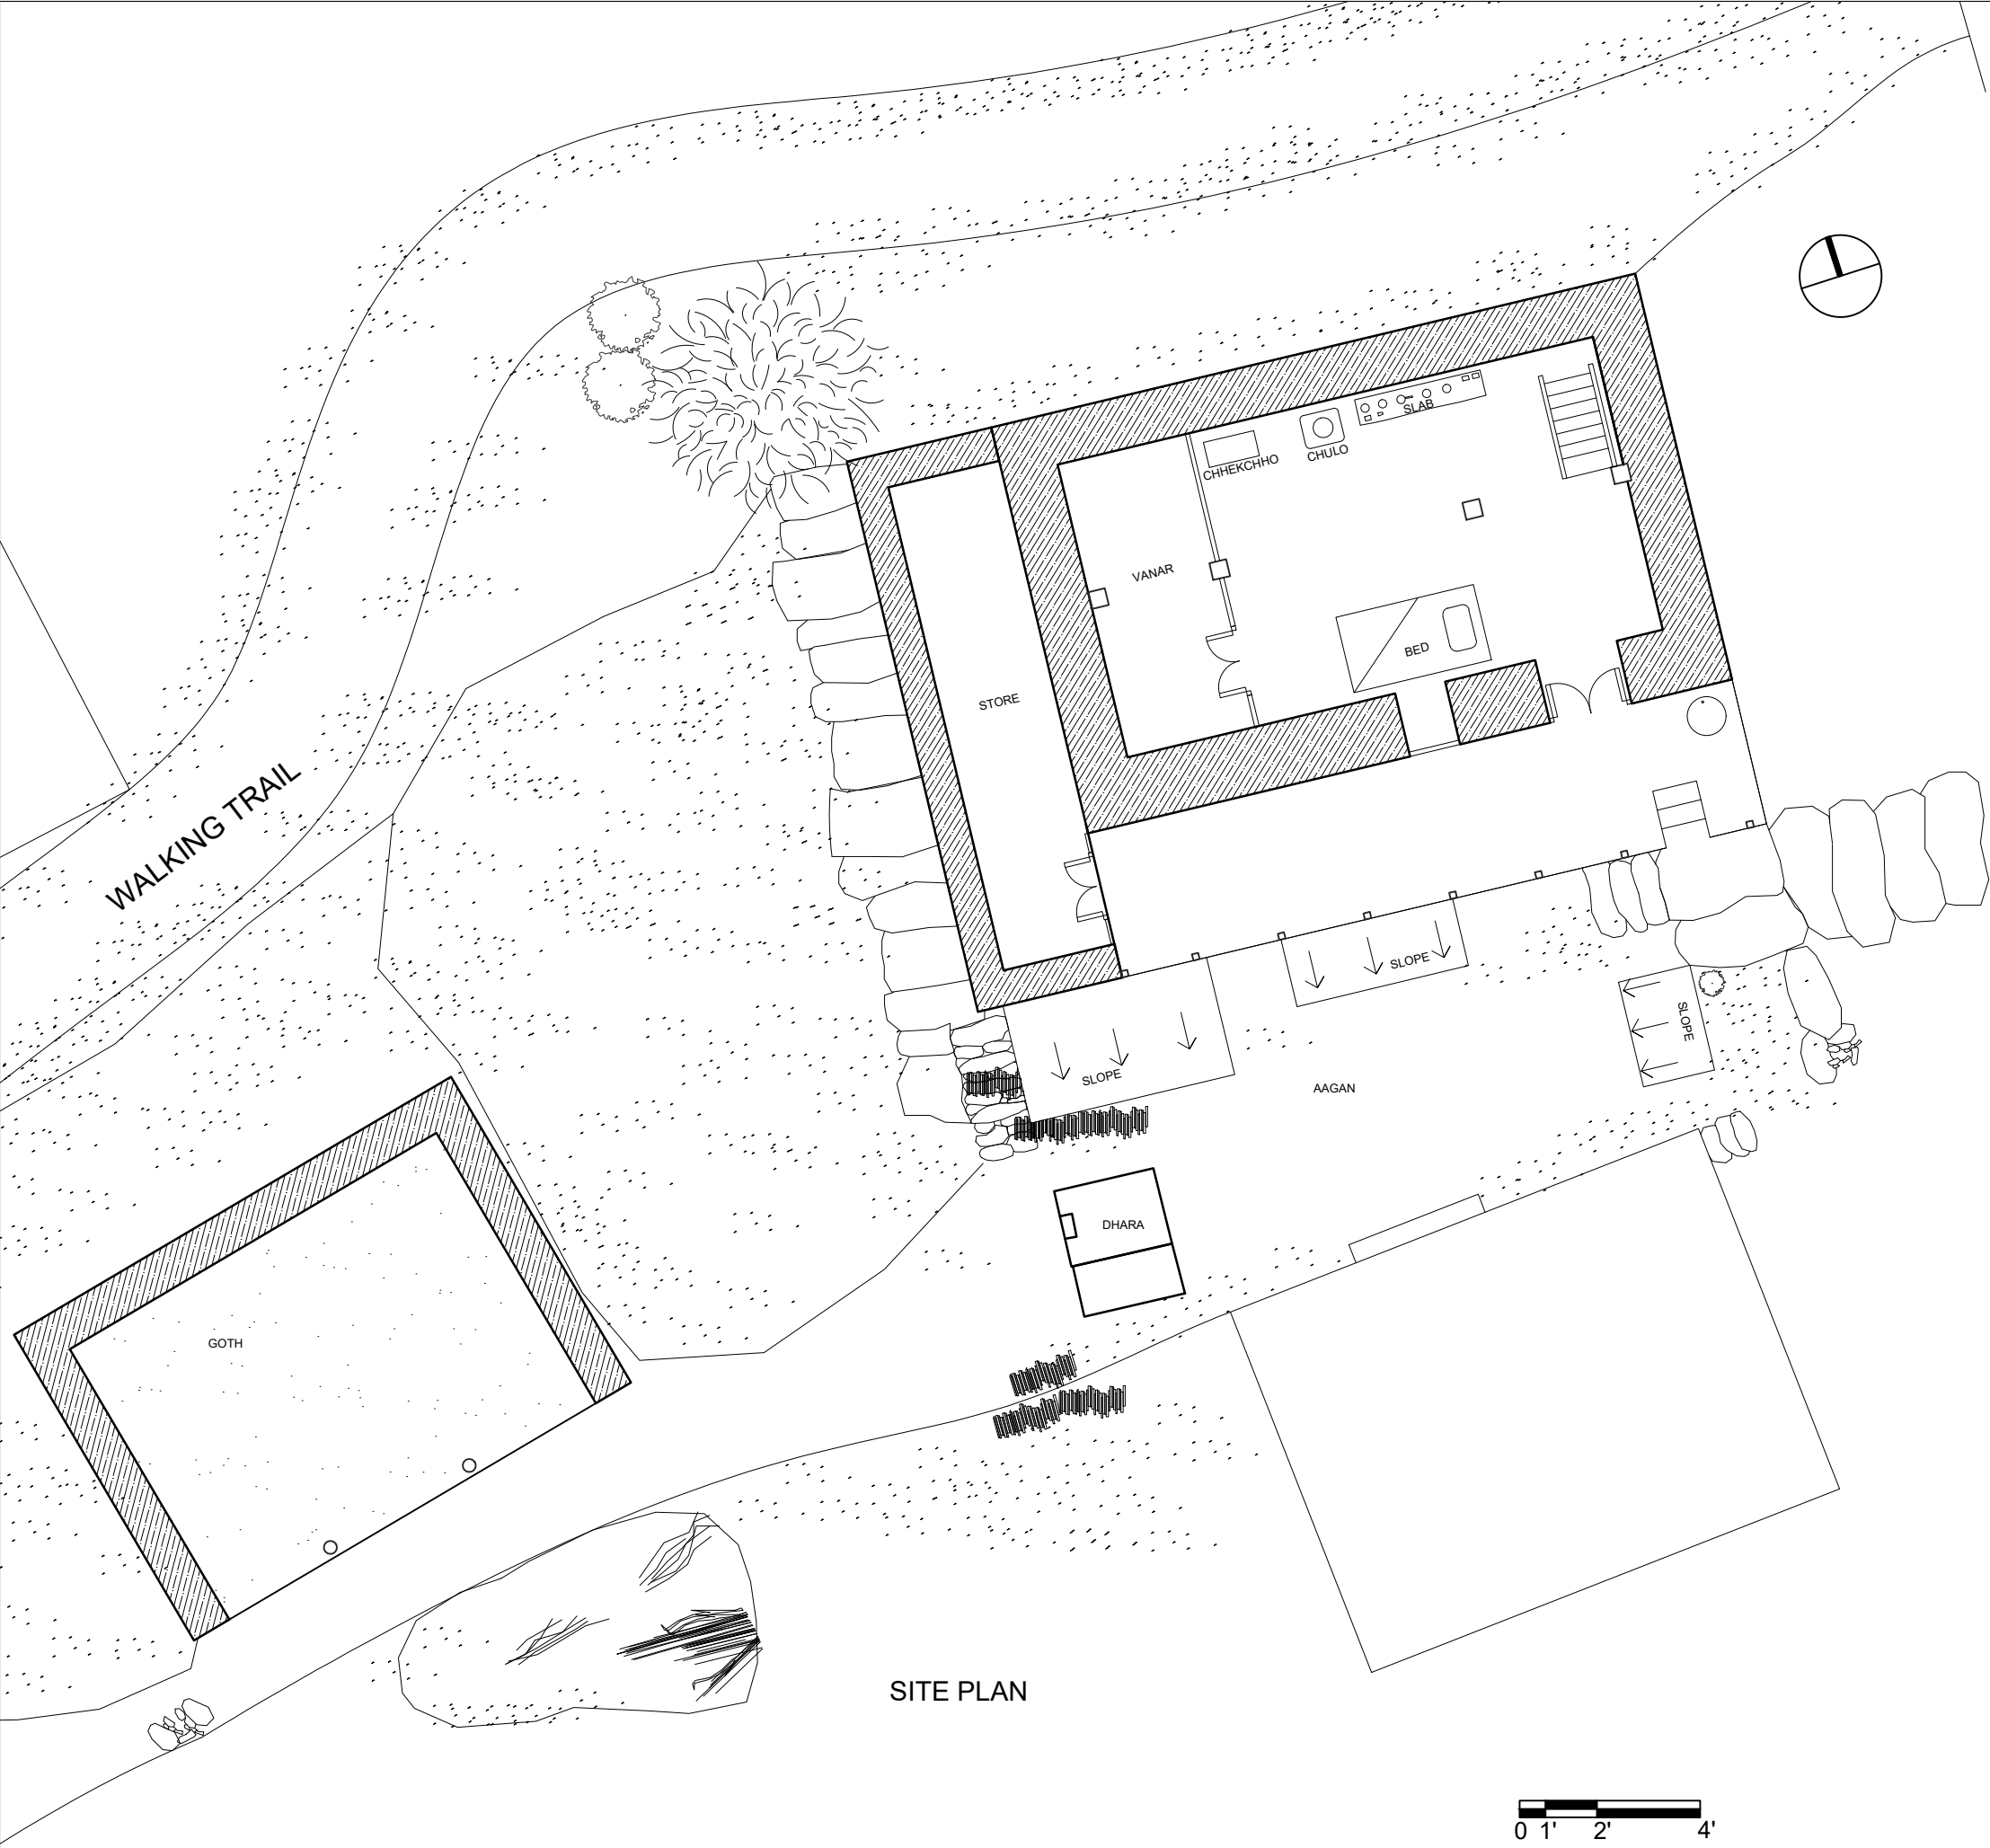 SLAB
CHHEKCHHO
CHULO
VANAR
BED
STORE
WALKING TRAIL
SLOPE
SLOPE
SLOPE
AAGAN
DHARA
GOTH
SITE PLAN
0 1' 2' 4'